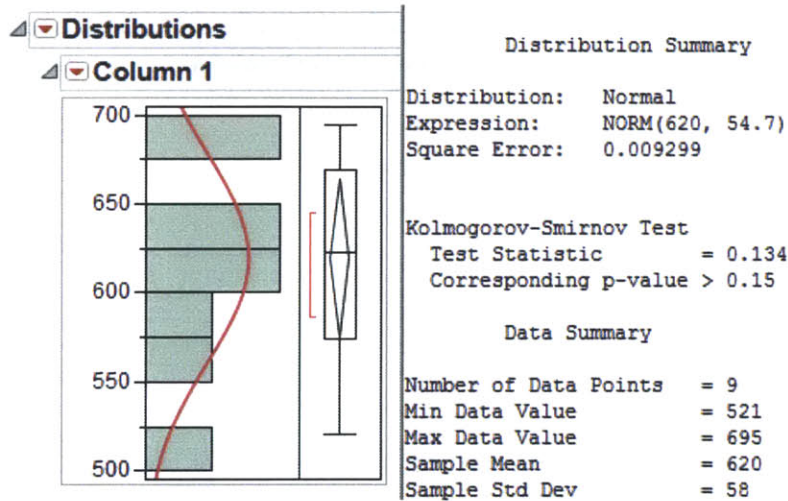 Distributions
Column 1
700
650
600
550
500
Distribution Summary
Distribution: Normal
Expression: NORM(620, 54.7)
Square Error: 0.009299
Kolmogorov-Smirnov Test
Test Statistic = 0.134
Corresponding p-value > 0.15
Data Summary
Number of Data Points = 9
Min Data Value = 521
Max Data Value = 695
Sample Mean = 620
Sample Std Dev = 58